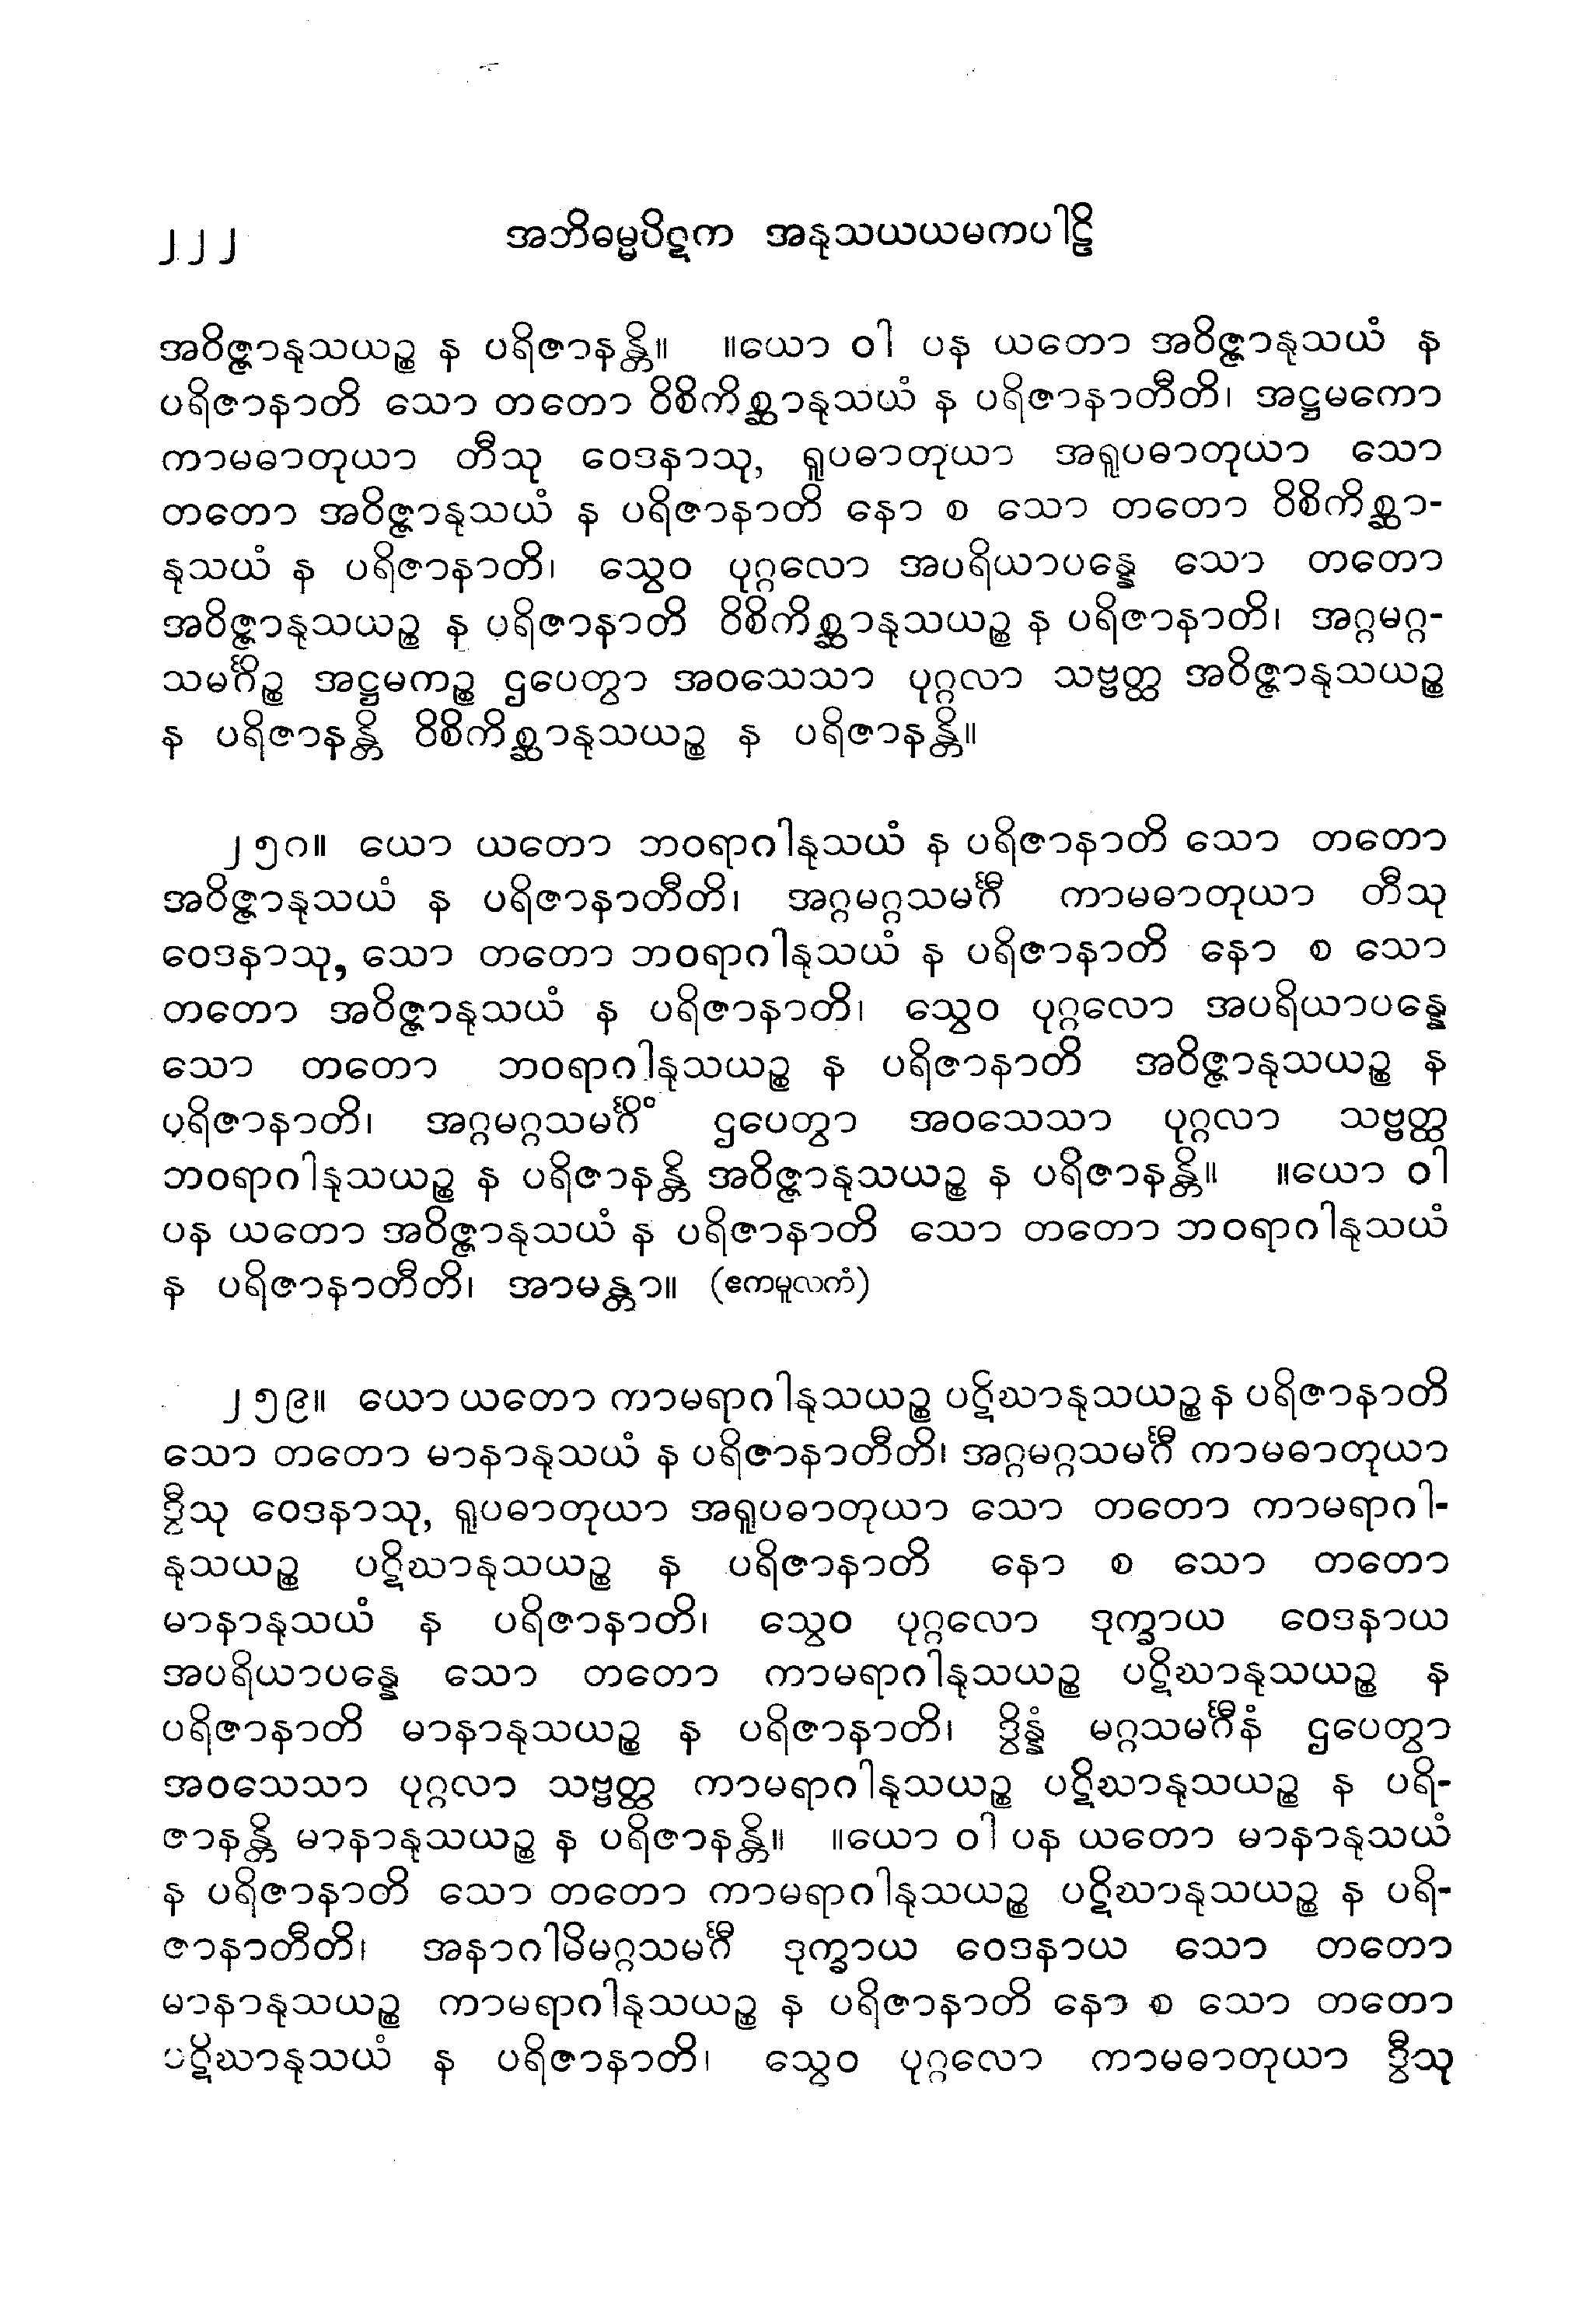 ၂၂၂ အဘိဓမ္မပိဋက အနုသယယမကပါဠိ
အဝိဇ္ဇာနုသယဉ္စ န ပရိဇာနန္တိ။ ။ယော ဝါ ပန ယတော အဝိဇ္ဇာနုသယံ န
ပရိဇာနာတိ သော တတော ဝိစိကိစ္ဆာနုသယံ န ပရိဇာနာတီတိ၊ အဋ္ဌမကော
ကာမဓာတုယာ တီသု ဝေဒနာသု, ရူပဓာတုယာ အရူပဓာတုယာ သော
တတော အဝိဇ္ဇာနုသယံ န ပရိဇာနာတိ နော စ သော တတော ဝိစိကိစ္ဆာ-
နုသယံ န ပရိဇာနာတိ၊ သွေဝ ပုဂ္ဂလော အပရိယာပန္နေ သော တတော
အဝိဇ္ဇာနုသယဉ္စ န ပရိဇာနာတိ ဝိစိကိစ္ဆာနုသယဉ္စ န ပရိဇာနာတိ၊ အဂ္ဂမဂ္ဂ-
သမင်္ဂိဉ္စ အဋ္ဌမကဉ္စ ဌပေတွာ အဝသေသာ ပုဂ္ဂလာ သဗ္ဗတ္ထ အဝိဇ္ဇာနုသယဉ္စ
န ပရိဇာနန္တိ ဝိစိကိစ္ဆာနုသယဉ္စ န ပရိဇာနန္တိ။
၂၅၈။ ယော ယတော ဘဝရာဂါနုသယံ န ပရိဇာနာတိ သော တတော
အဝိဇ္ဇာနုသယံ န ပရိဇာနာတီတိ၊ အဂ္ဂမဂ္ဂသမင်္ဂီ ကာမဓာတုယာ တီသု
ဝေဒနာသု, သော တတော ဘဝရာဂါနုသယံ န ပရိဇာနာတိ နော စ သော
တတော အဝိဇ္ဇာနုသယံ န ပရိဇာနာတိ၊ သွေဝ ပုဂ္ဂလော အပရိယာပန္နေ
သော တတော ဘဝရာဂါနုသယဉ္စ န ပရိဇာနာတိ အဝိဇ္ဇာနုသယဉ္စ န
ပရိဇာနာတိ၊ အဂ္ဂမဂ္ဂသမင်္ဂိံ ဌပေတွာ အဝသေသာ ပုဂ္ဂလာ သဗ္ဗတ္ထ
ဘဝရာဂါနုသယဉ္စ န ပရိဇာနန္တိ အဝိဇ္ဇာနုသယဉ္စ န ပရိဇာနန္တိ။ ။ယော ဝါ
ပန ယတော အဝိဇ္ဇာနုသယံ န ပရိဇာနာတိ သော တတော ဘဝရာဂါနုသယံ
န ပရိဇာနာတီတိ၊ အာမန္တာ။ (ဧကမူလကံ)
၂၅၉။ ယော ယတော ကာမရာဂါနုသယဉ္စ ပဋိဃာနုသယဉ္စ န ပရိဇာနာတိ
သော တတော မာနာနုသယံ န ပရိဇာနာတီတိ၊ အဂ္ဂမဂ္ဂသမင်္ဂီ ကာမဓာတုယာ
ဒွီသု ဝေဒနာသု, ရူပဓာတုယာ အရူပဓာတုယာ သော တတော ကာမရာဂါ-
နုသယဉ္စ ပဋိဃာနုသယဉ္စ န ပရိဇာနာတိ နော စ သော တတော
မာနာနုသယံ န ပရိဇာနာတိ၊ သွေဝ ပုဂ္ဂလော ဒုက္ခာယ ဝေဒနာယ
အပရိယာပန္နေ သော တတော ကာမရာဂါနုသယဉ္စ ပဋိဃာနုသယဉ္စ န
ပရိဇာနာတိ မာနာနုသယဉ္စ န ပရိဇာနာတိ၊ ဒွိန္နံ မဂ္ဂသမင်္ဂီနံ ဌပေတွာ
အဝသေသာ ပုဂ္ဂလာ သဗ္ဗတ္ထ ကာမရာဂါနုသယဉ္စ ပဋိဃာနုသယဉ္စ န ပရိ-
ဇာနန္တိ မာနာနုသယဉ္စ န ပရိဇာနန္တိ။ ။ယော ဝါ ပန ယတော မာနာနုသယံ
န ပရိဇာနာတိ သော တတော ကာမရာဂါနုသယဉ္စ ပဋိဃာနုသယဉ္စ န ပရိ-
ဇာနာတီတိ၊ အနာဂါမိမဂ္ဂသမင်္ဂီ ဒုက္ခာယ ဝေဒနာယ သော တတော
မာနာနုသယဉ္စ ကာမရာဂါနုသယဉ္စ န ပရိဇာနာတိ နော စ သော တတော
ပဋိဃာနုသယံ န ပရိဇာနာတိ၊ သွေဝ ပုဂ္ဂလော ကာမဓာတုယာ ဒွီသု